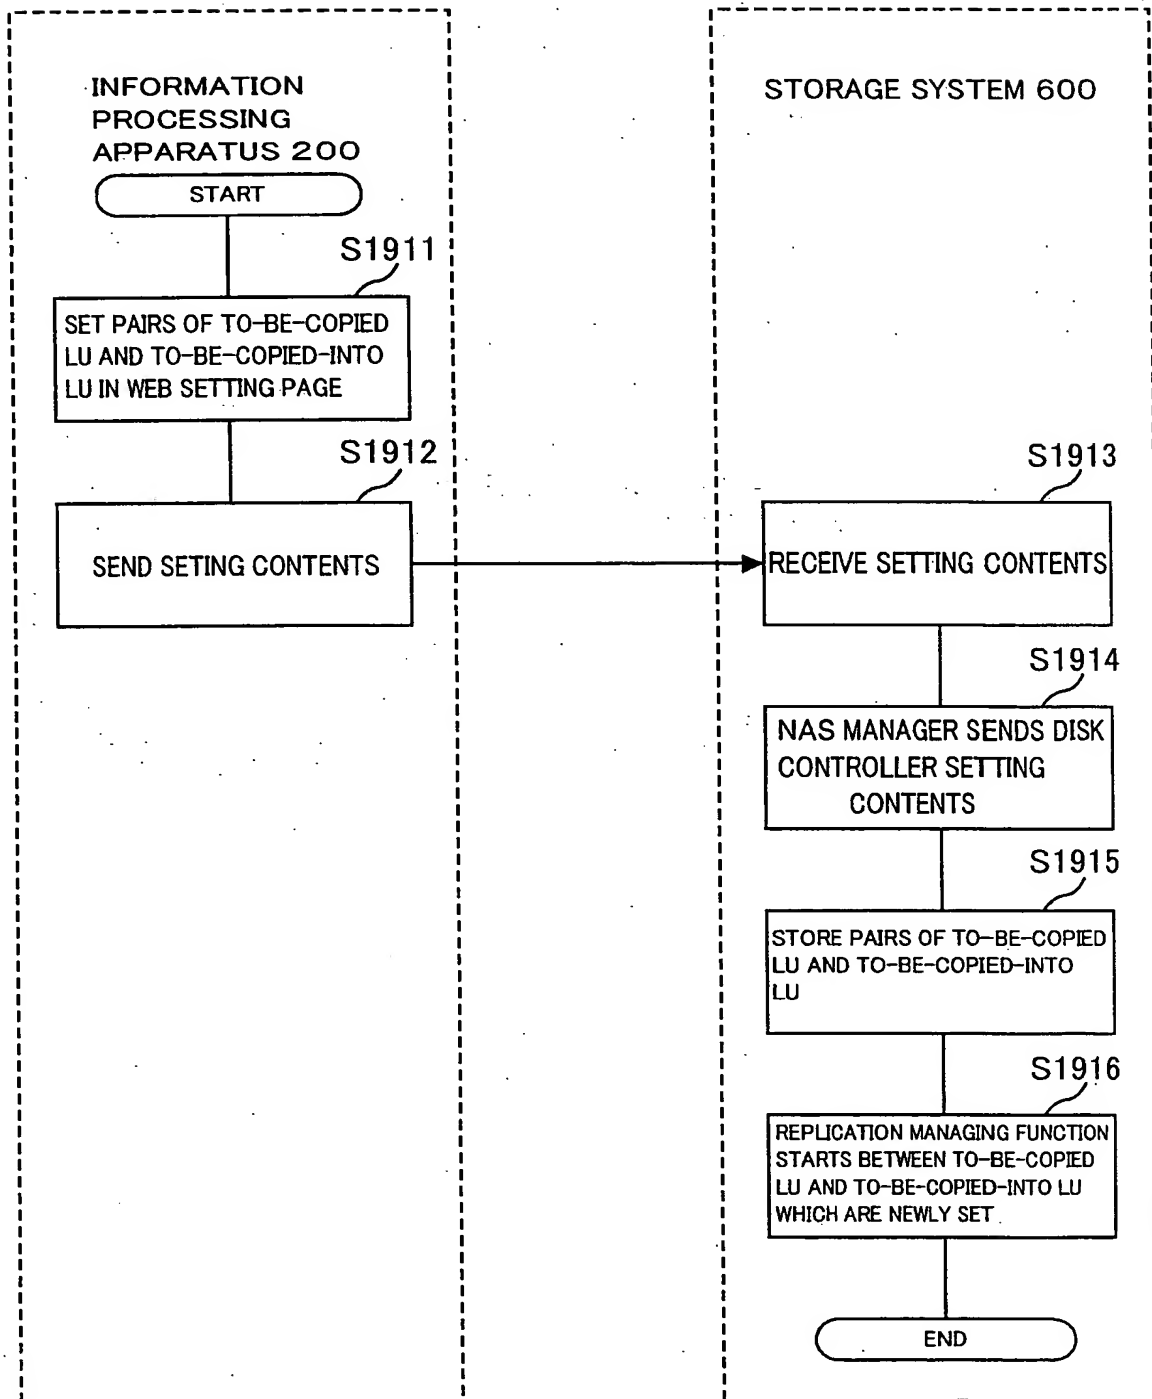 INFORMATION
PROCESSING
APPARATUS 200
START
S1911
SET PAIRS OF TO-BE-COPIED
LU AND TO-BE-COPIED-INTO
LU IN WEB SETTING PAGE
S1912
SEND SETING CONTENTS
STORAGE SYSTEM 600
S1913
RECEIVE SETTING CONTENTS
S1914
NAS MANAGER SENDS DISK
CONTROLLER SETTING
CONTENTS
S1915
STORE PAIRS OF TO-BE-COPIED
LU AND TO-BE-COPIED-INTO
LU
S1916
REPLICATION MANAGING FUNCTION
STARTS BETWEEN TO-BE-COPIED
LU AND TO-BE-COPIED-INTO LU
WHICH ARE NEWLY SET
END